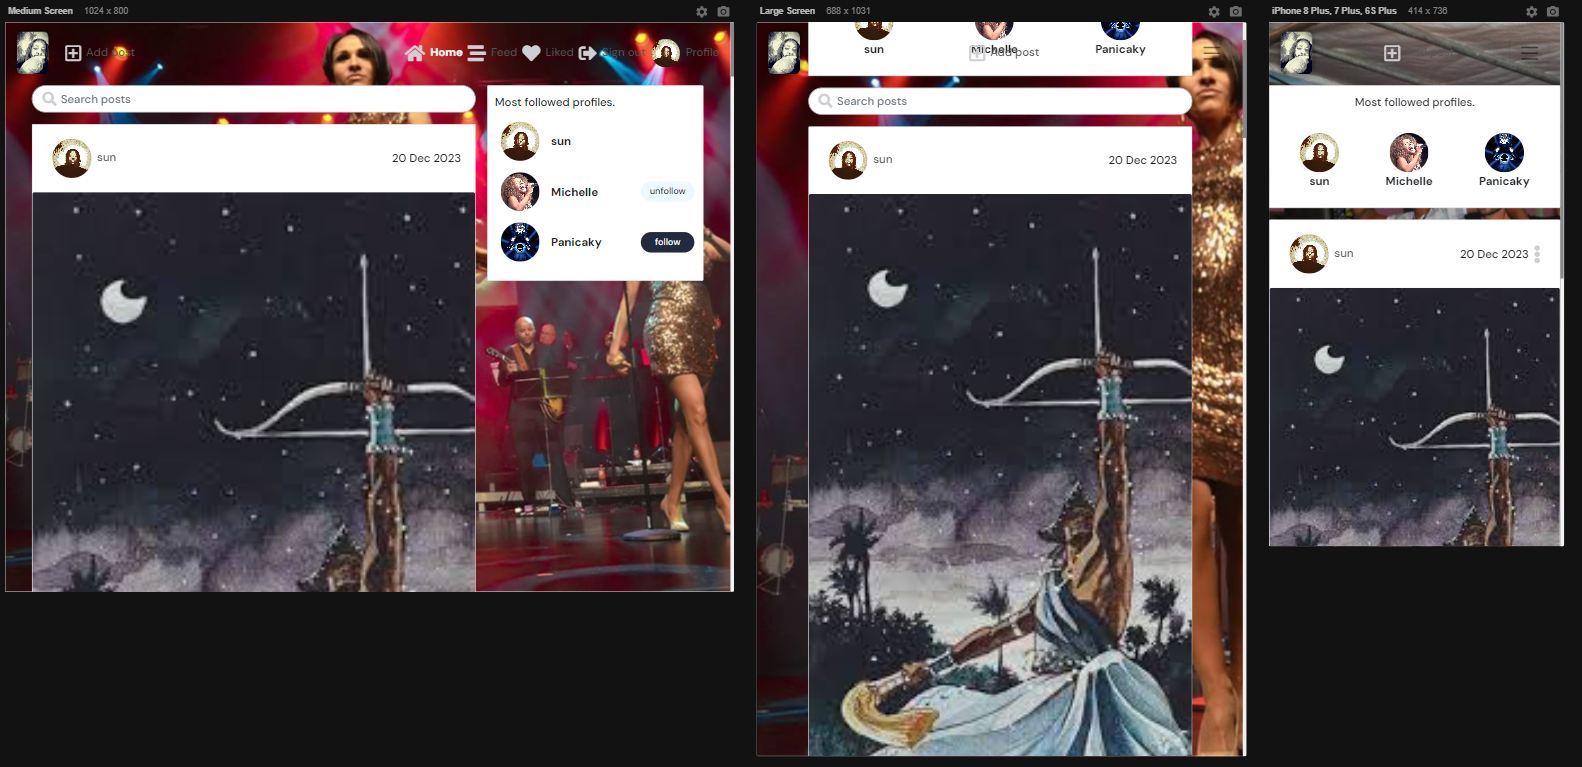 Medium Screen 1024 x 800
Add post
Home Feed Liked Sign out Profile
Search posts
sun 20 Dec 2023
Most followed profiles.
sun
Michelle unfollow
Panicaky follow
Large Screen 688 x 1031
sun Michelle Panicaky
Add post
Search posts
sun 20 Dec 2023
iPhone 8 Plus, 7 Plus, 6S Plus 414 x 736
Most followed profiles.
sun Michelle Panicaky
sun 20 Dec 2023